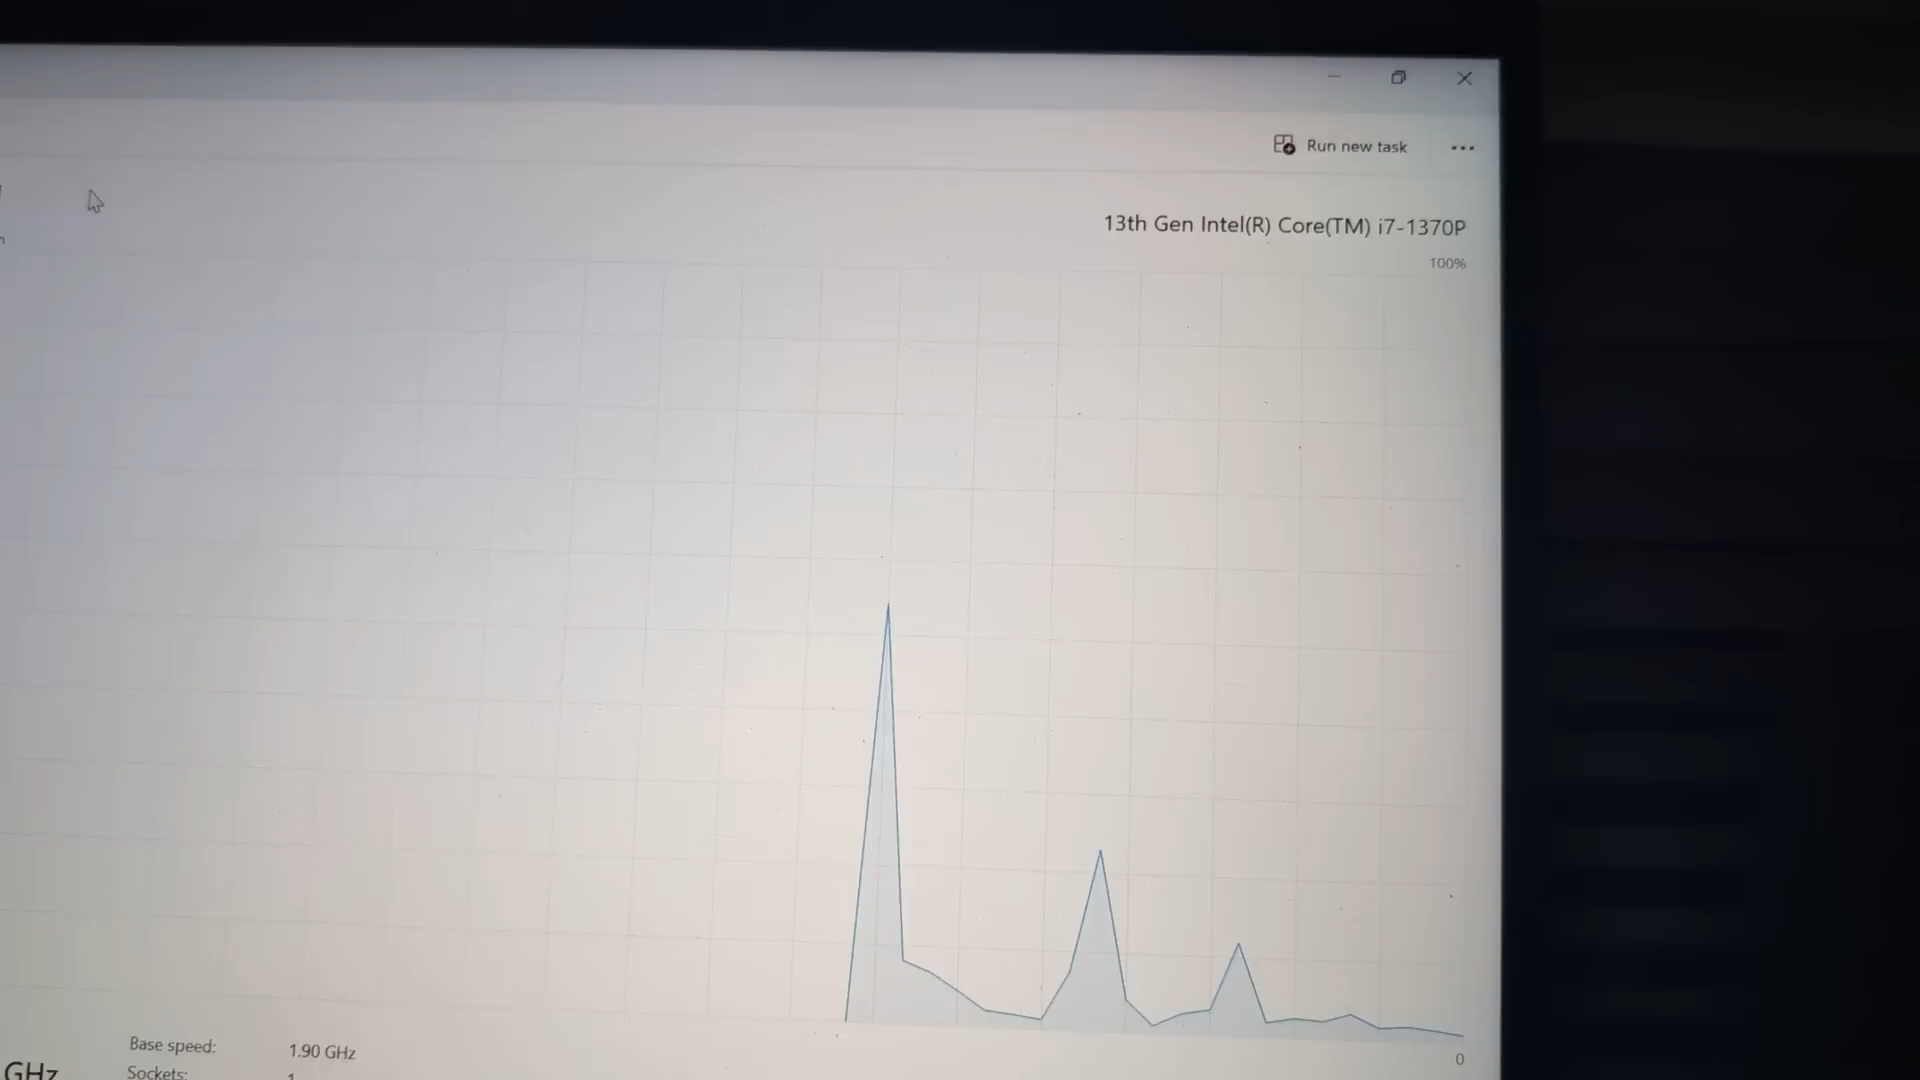 Run new task
13th Gen Intel(R) Core(TM) i7-1370P
100%
0
Base speed: 1.90 GHz
GHz
Sockets: 1